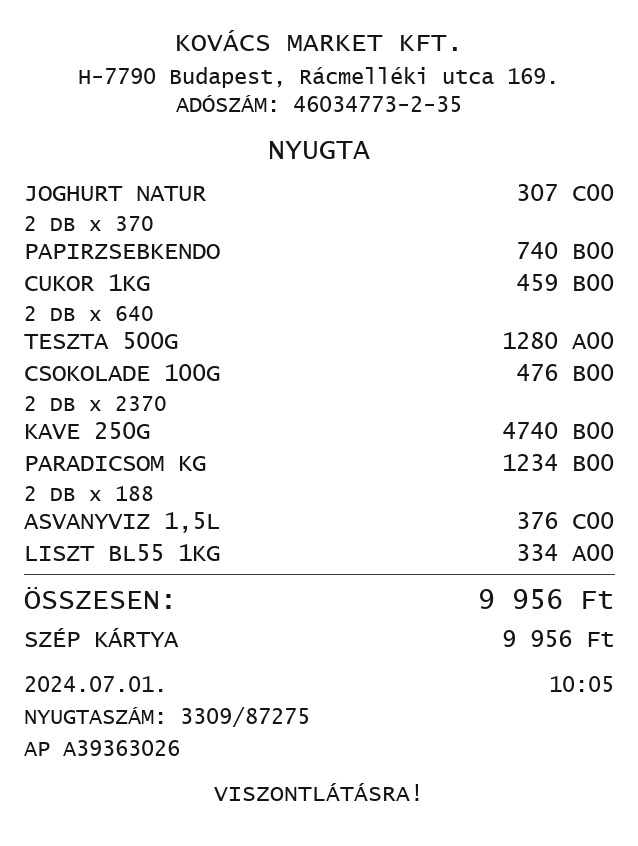 KOVÁCS MARKET KFT.
H-7790 Budapest, Rácmelléki utca 169.
ADÓSZÁM: 46034773-2-35
NYUGTA
JOGHURT NATUR 307 C00
2 DB x 370
PAPIRZSEBKENDO 740 B00
CUKOR 1KG 459 B00
2 DB x 640
TESZTA 500G 1280 A00
CSOKOLADE 100G 476 B00
2 DB x 2370
KAVE 250G 4740 B00
PARADICSOM KG 1234 B00
2 DB x 188
ASVANYVIZ 1,5L 376 C00
LISZT BL55 1KG 334 A00
ÖSSZESEN: 9 956 Ft
SZÉP KÁRTYA 9 956 Ft
2024.07.01. 10:05
NYUGTASZÁM: 3309/87275
AP A39363026
VISZONTLÁTÁSRA!